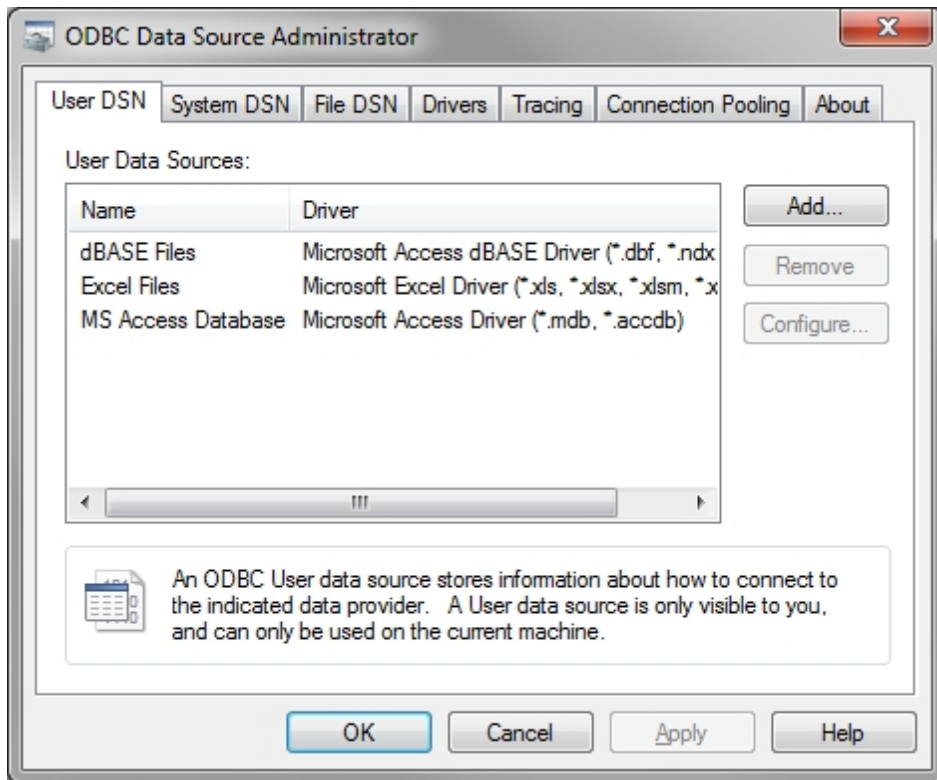 ODBC Data Source Administrator
User DSN System DSN File DSN Drivers Tracing Connection Pooling About
User Data Sources:
Name Driver
dBASE Files Microsoft Access dBASE Driver (*.dbf, *.ndx
Excel Files Microsoft Excel Driver (*.xls, *.xlsx, *.xlsm, *.x
MS Access Database Microsoft Access Driver (*.mdb, *.accdb)
Add...
Remove
Configure...
An ODBC User data source stores information about how to connect to
the indicated data provider. A User data source is only visible to you,
and can only be used on the current machine.
OK Cancel Apply Help